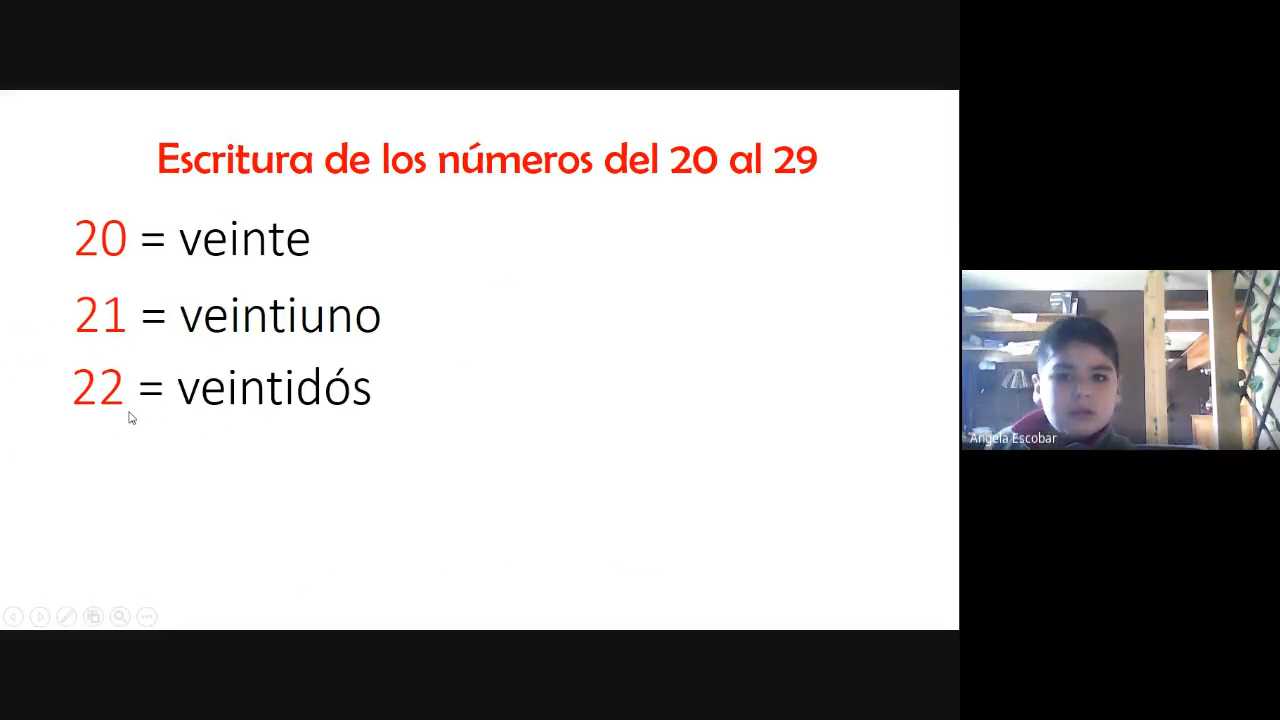 Escritura de los números del 20 al 29
20 = veinte
21 = veintiuno
22 = veintidós
Angela Escobar